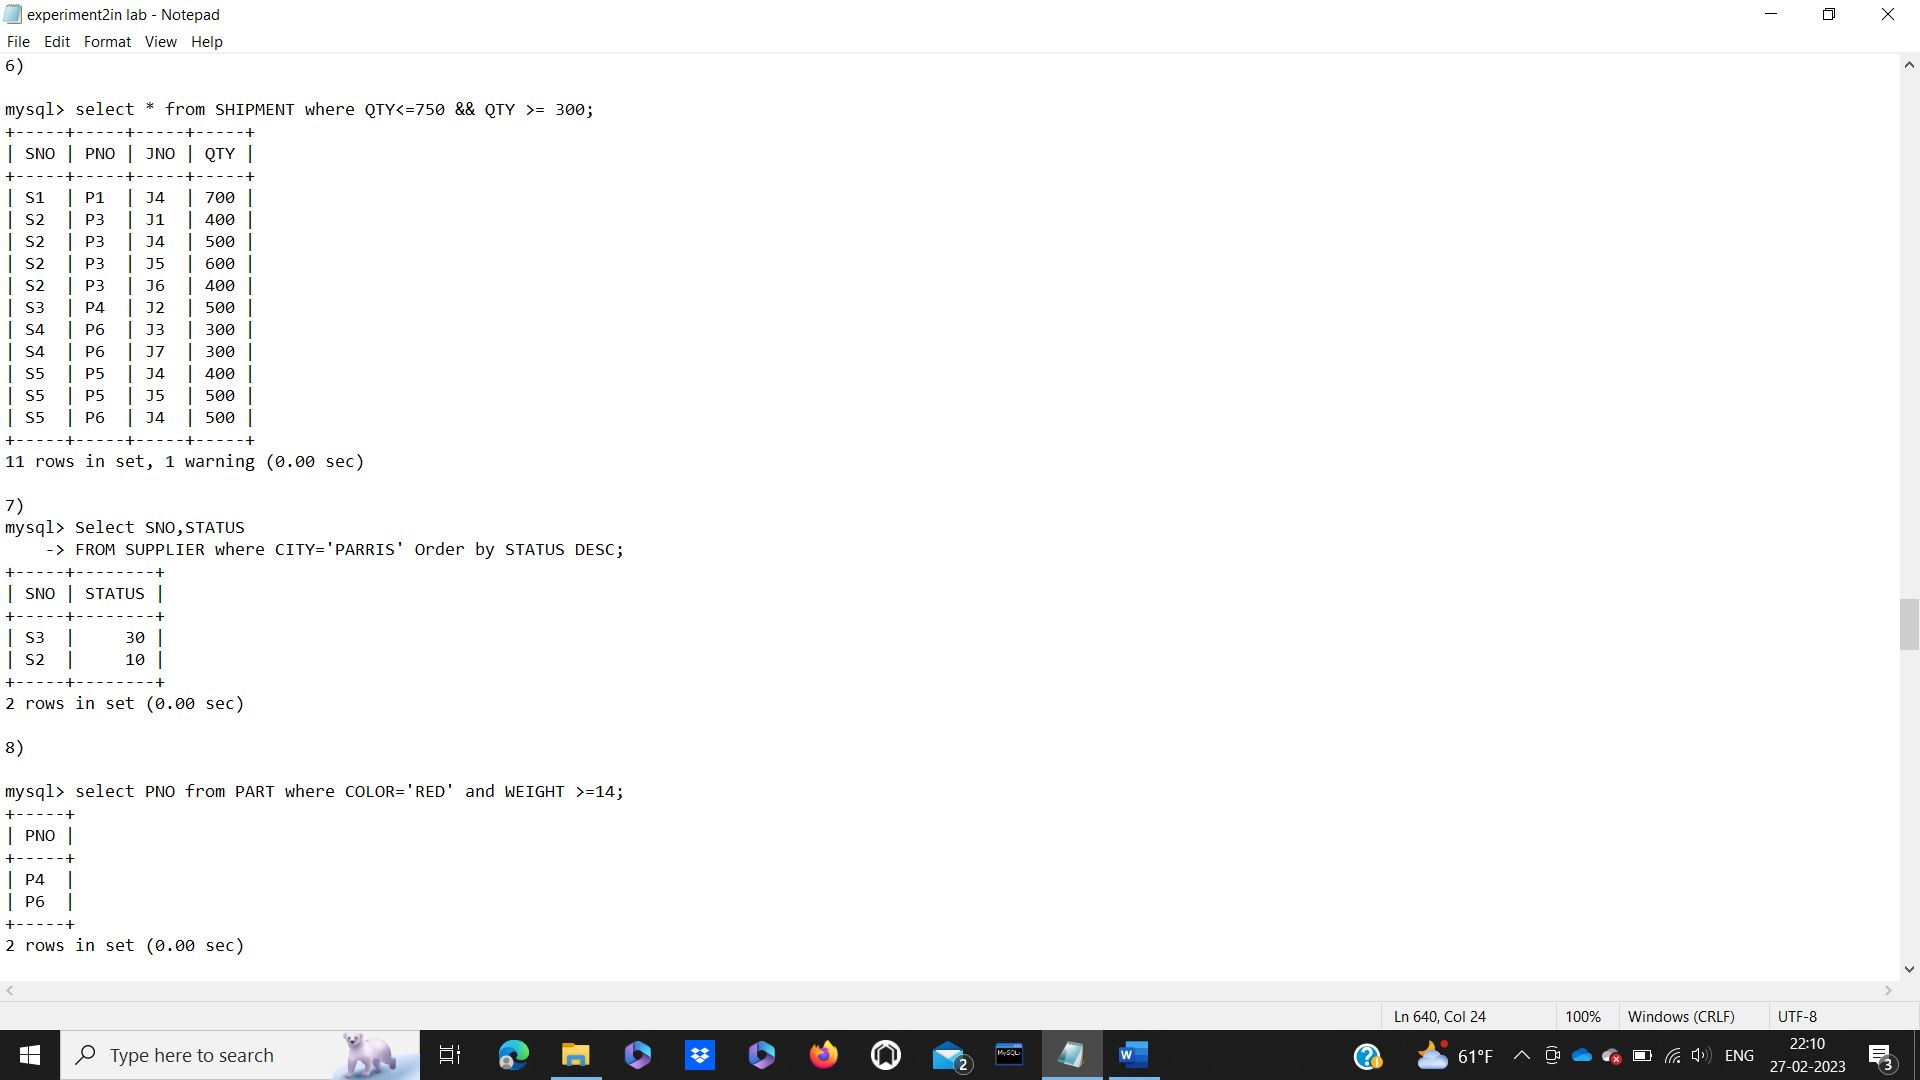 experiment2in lab - Notepad
File Edit Format View Help
6)
mysql> select * from SHIPMENT where QTY<=750 && QTY >= 300;
+-----+-----+-----+-----+
| SNO | PNO | JNO | QTY |
+-----+-----+-----+-----+
| S1  | P1  | J4  | 700 |
| S2  | P3  | J1  | 400 |
| S2  | P3  | J4  | 500 |
| S2  | P3  | J5  | 600 |
| S2  | P3  | J6  | 400 |
| S3  | P4  | J2  | 500 |
| S4  | P6  | J3  | 300 |
| S4  | P6  | J7  | 300 |
| S5  | P5  | J4  | 400 |
| S5  | P5  | J5  | 500 |
| S5  | P6  | J4  | 500 |
+-----+-----+-----+-----+
11 rows in set, 1 warning (0.00 sec)
7)
mysql> Select SNO,STATUS
    -> FROM SUPPLIER where CITY='PARRIS' Order by STATUS DESC;
+-----+--------+
| SNO | STATUS |
+-----+--------+
| S3  |     30 |
| S2  |     10 |
+-----+--------+
2 rows in set (0.00 sec)
8)
mysql> select PNO from PART where COLOR='RED' and WEIGHT >=14;
+-----+
| PNO |
+-----+
| P4  |
| P6  |
+-----+
2 rows in set (0.00 sec)
Ln 640, Col 24 100% Windows (CRLF) UTF-8
Type here to search
MySQL
2
W
61°F
ENG
22:10
27-02-2023
3